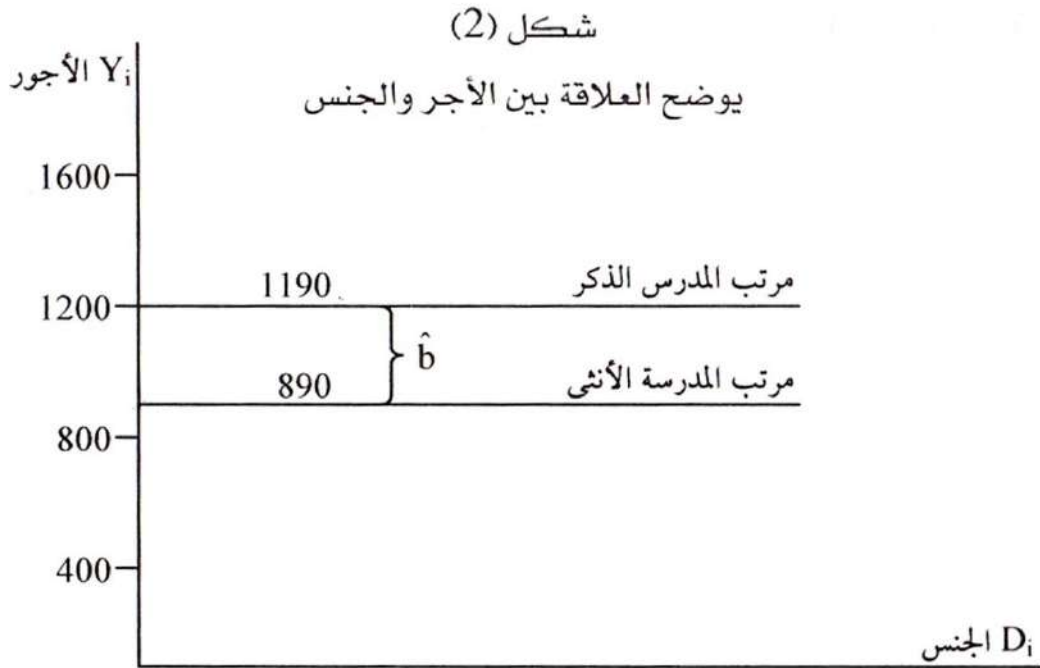 شكل (2)
الأجور Yi
يوضح العلاقة بين الأجر والجنس
1600
1190
مرتب المدرس الذكر
1200
b̂
890
مرتب المدرسة الأنثى
800
400
الجنس Di